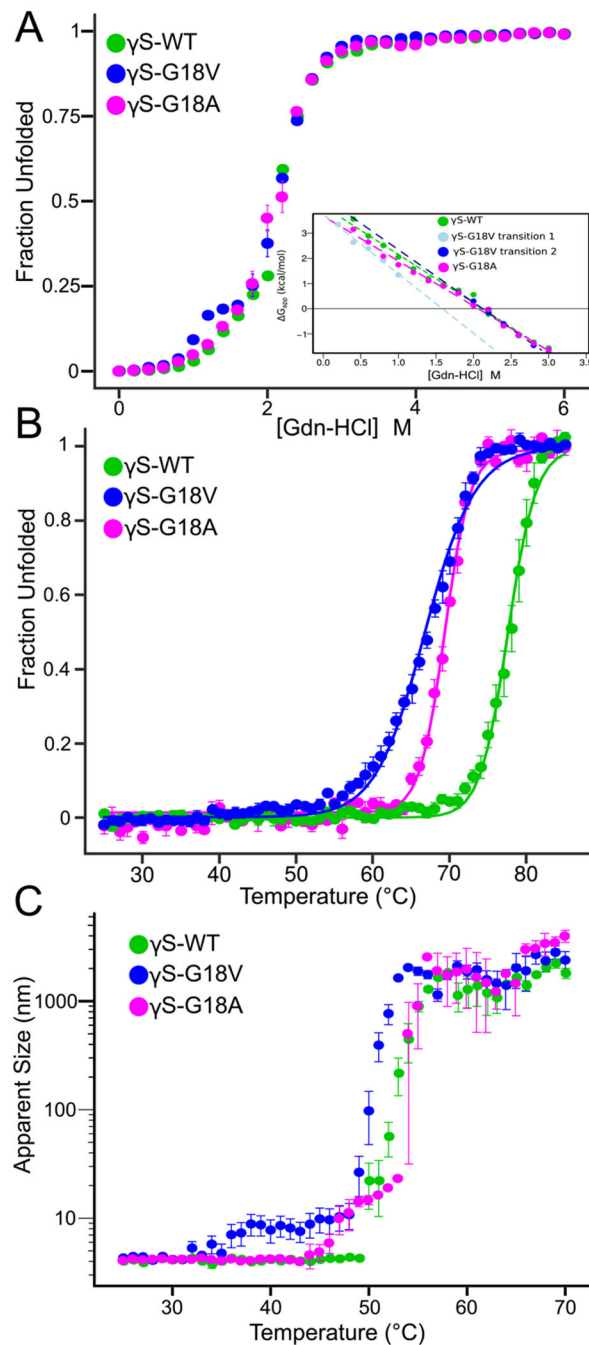 A
γS-WT
γS-G18V
γS-G18A
Fraction Unfolded
1
0.75
0.5
0.25
0
0
2
4
6
[Gdn-HCl] M
γS-WT
γS-G18V transition 1
γS-G18V transition 2
γS-G18A
ΔGapp (kcal/mol)
3
2
1
0
−1
0.0
0.5
1.0
1.5
2.0
2.5
3.0
3.5
[Gdn-HCl] M
B
γS-WT
γS-G18V
γS-G18A
Fraction Unfolded
1
0.8
0.6
0.4
0.2
0
30
40
50
60
70
80
Temperature (°C)
C
γS-WT
γS-G18V
γS-G18A
Apparent Size (nm)
1000
100
10
30
40
50
60
70
Temperature (°C)